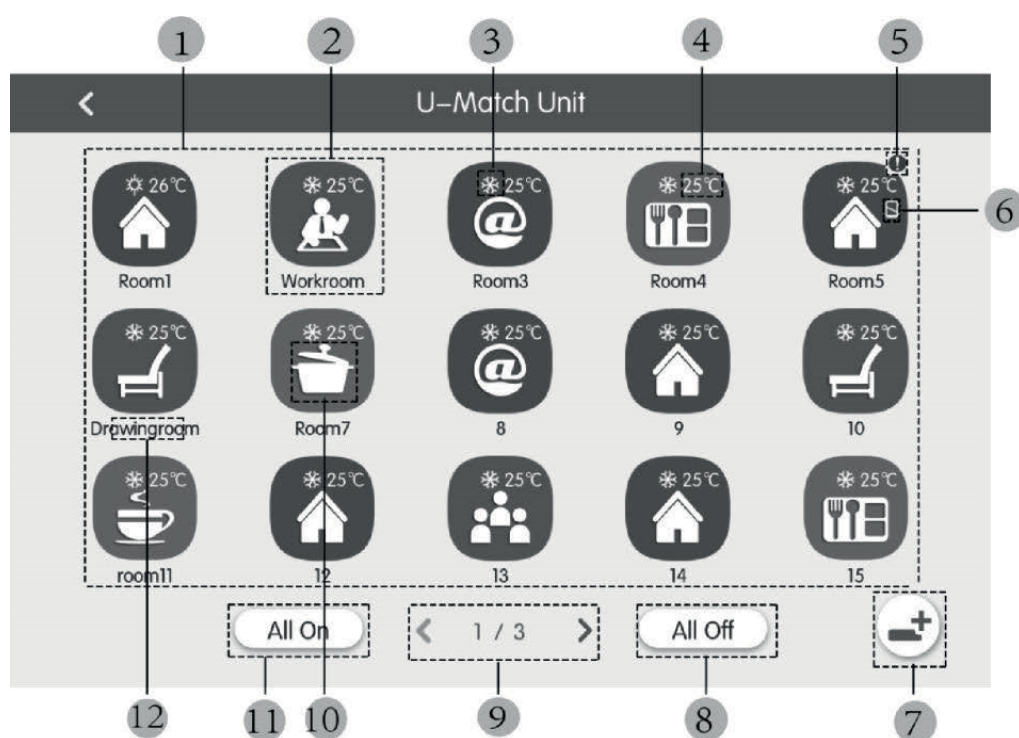 1 2 3 4 5
U-Match Unit
26°C 25°C 25°C 25°C 25°C
6
Room1 Workroom Room3 Room4 Room5
25°C 25°C 25°C 25°C 25°C
Drawingroom Room7 8 9 10
25°C 25°C 25°C 25°C 25°C
room11 12 13 14 15
All On 1 / 3 All Off
12 11 10 9 8 7